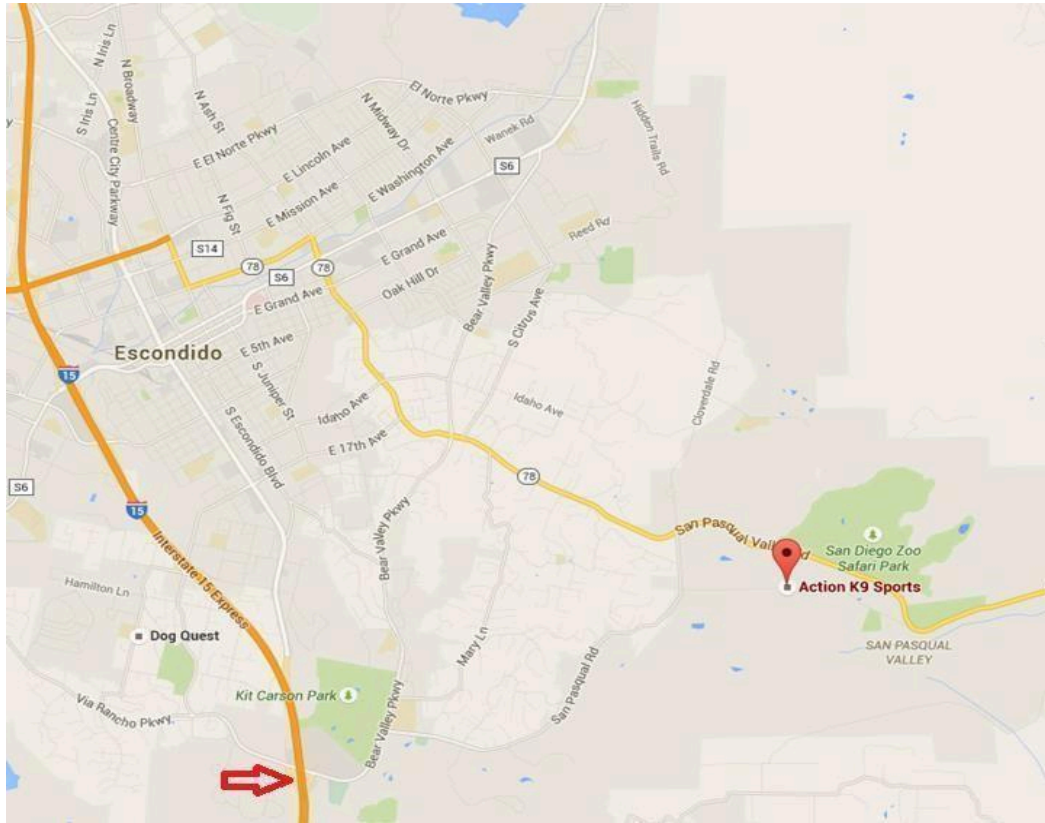 N Iris Ln
S Iris Ln
N Broadway
Centre City Parkway
N Ash St
N Midway Dr
El Norte Pkwy
E El Norte Pkwy
Wanek Rd
Hidden Trails Rd
E Lincoln Ave
E Washington Ave
S6
E Mission Ave
N Fig St
Reed Rd
S14
78
S6
78
E Grand Ave
Oak Hill Dr
Bear Valley Pkwy
S Citrus Ave
E Grand Ave
Escondido
E 5th Ave
15
S Juniper St
Idaho Ave
Idaho Ave
Cloverdale Rd
S Escondido Blvd
E 17th Ave
78
S6
15
Interstate 15 Express
Bear Valley Pkwy
San Pasqual Valley Rd
San Diego Zoo
Safari Park
Action K9 Sports
Hamilton Ln
Dog Quest
Mary Ln
San Pasqual Rd
SAN PASQUAL
VALLEY
Kit Carson Park
Via Rancho Pkwy
Bear Valley Pkwy